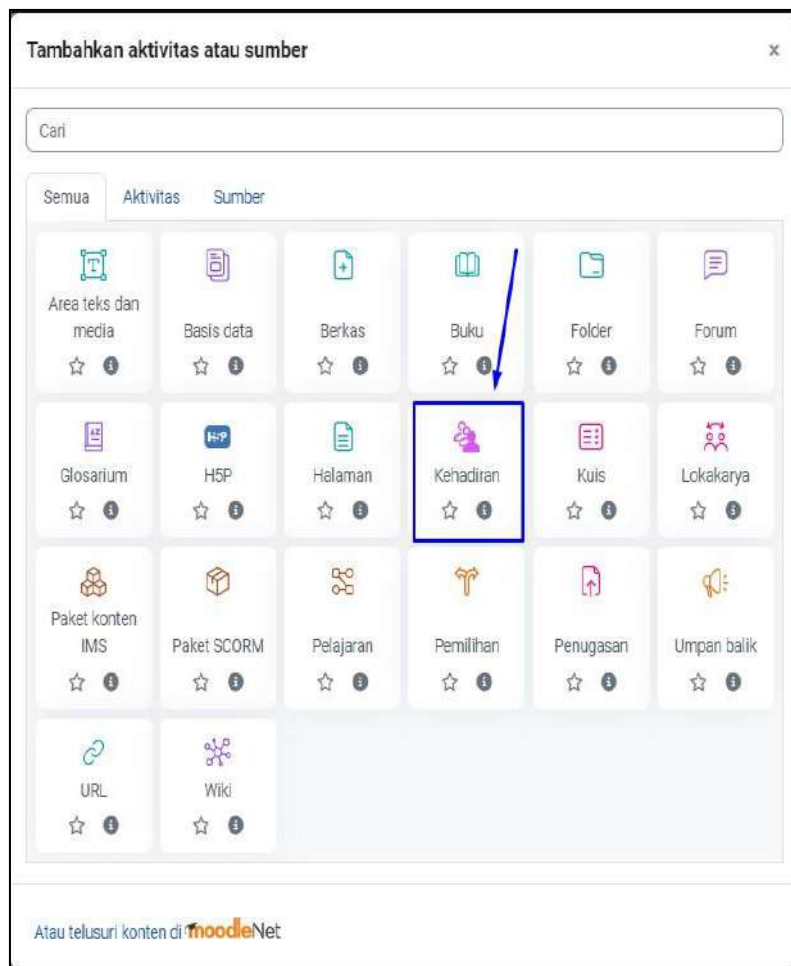 Tambahkan aktivitas atau sumber
×
Cari
Semua Aktivitas Sumber
Area teks dan
media
Basis data
Berkas
Buku
Folder
Forum
Glosarium
H5P
H5P
Halaman
Kehadiran
Kuis
Lokakarya
Paket konten
IMS
Paket SCORM
Pelajaran
Pemilihan
Penugasan
Umpan balik
URL
Wiki
Atau telusuri konten di moodleNet